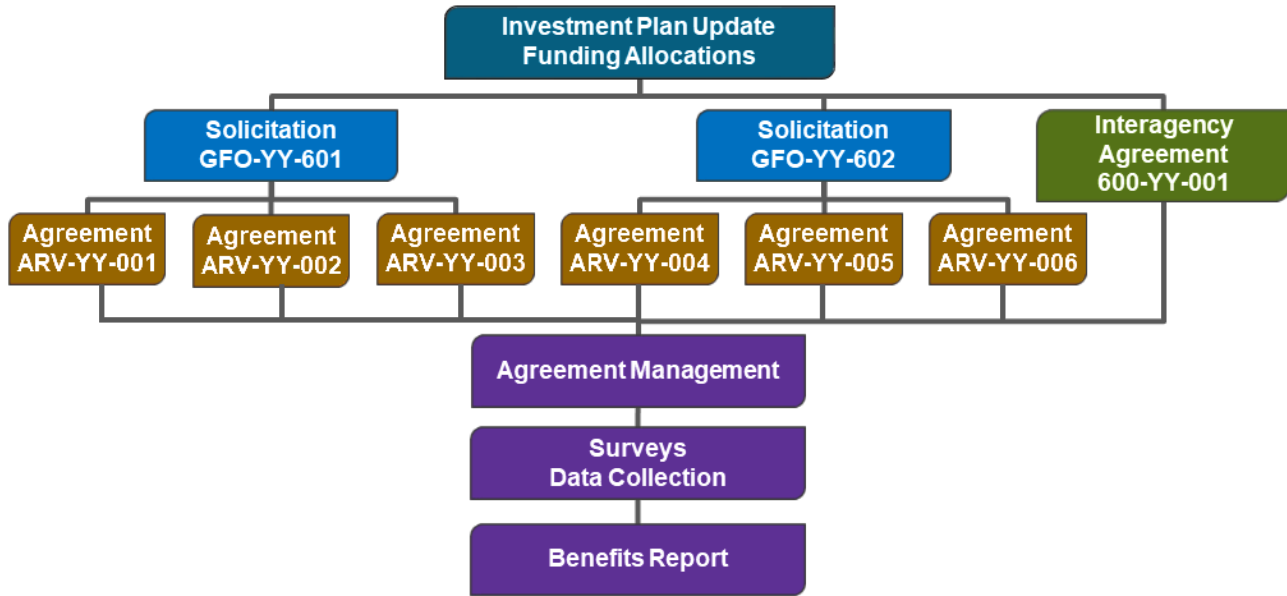 Investment Plan Update
Funding Allocations
Solicitation
GFO-YY-601
Solicitation
GFO-YY-602
Interagency
Agreement
600-YY-001
Agreement
ARV-YY-001
Agreement
ARV-YY-002
Agreement
ARV-YY-003
Agreement
ARV-YY-004
Agreement
ARV-YY-005
Agreement
ARV-YY-006
Agreement Management
Surveys
Data Collection
Benefits Report